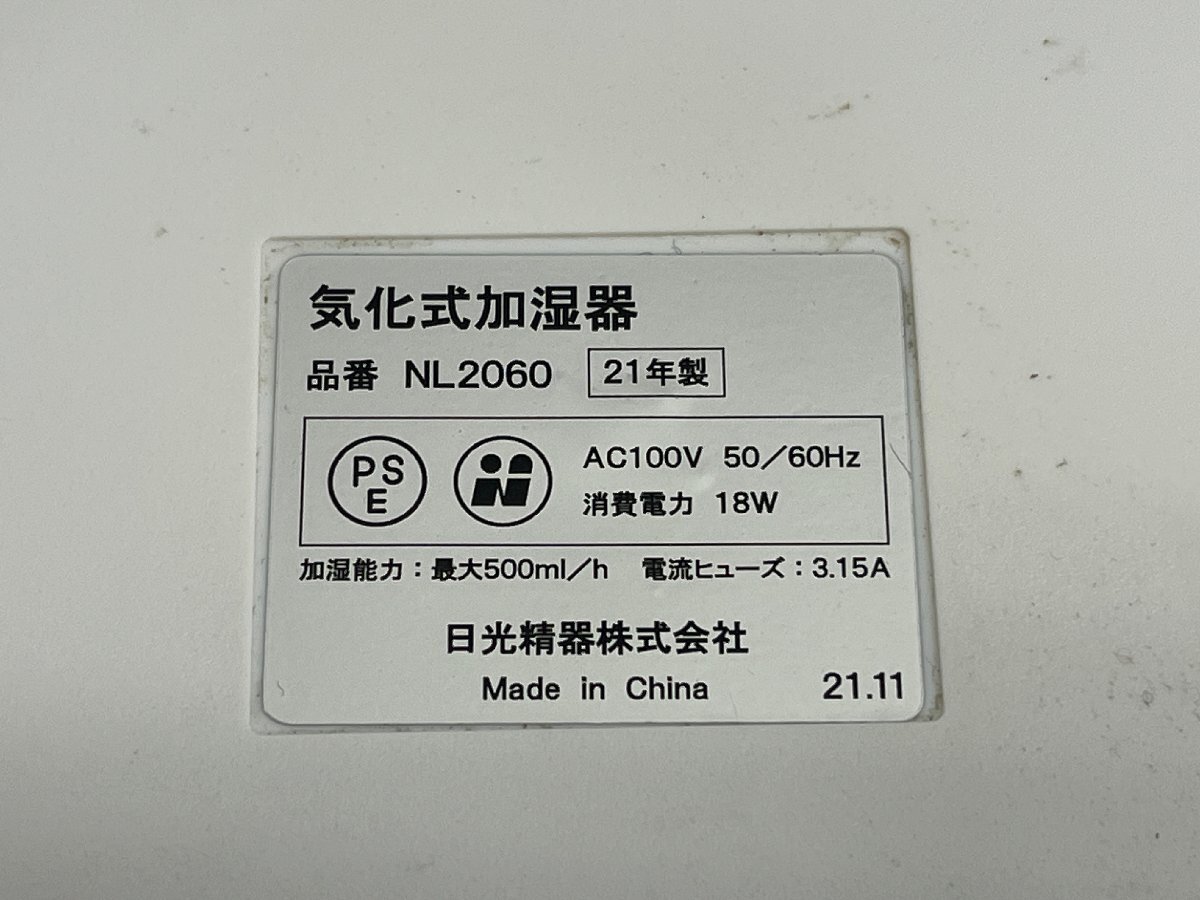 気化式加湿器
品番 NL2060 21年製
PSE
AC100V 50／60Hz
消費電力 18W
加湿能力：最大500ml／h 電流ヒューズ：3.15A
日光精器株式会社
Made in China 21.11